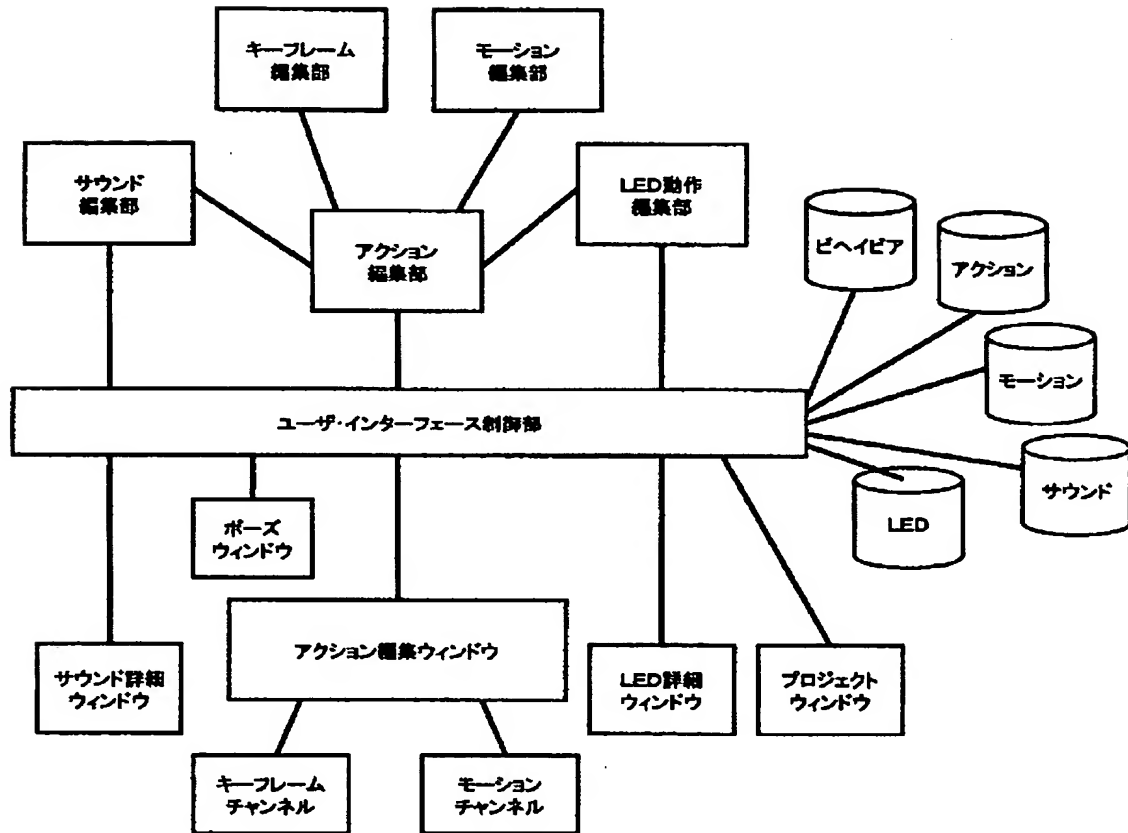 キーフレーム
編集部
モーション
編集部
サウンド
編集部
LED動作
編集部
アクション
編集部
ビヘイビア
アクション
モーション
サウンド
LED
ユーザ・インターフェース制御部
ポーズ
ウィンドウ
アクション編集ウィンドウ
サウンド詳細
ウィンドウ
LED詳細
ウィンドウ
プロジェクト
ウィンドウ
キーフレーム
チャンネル
モーション
チャンネル